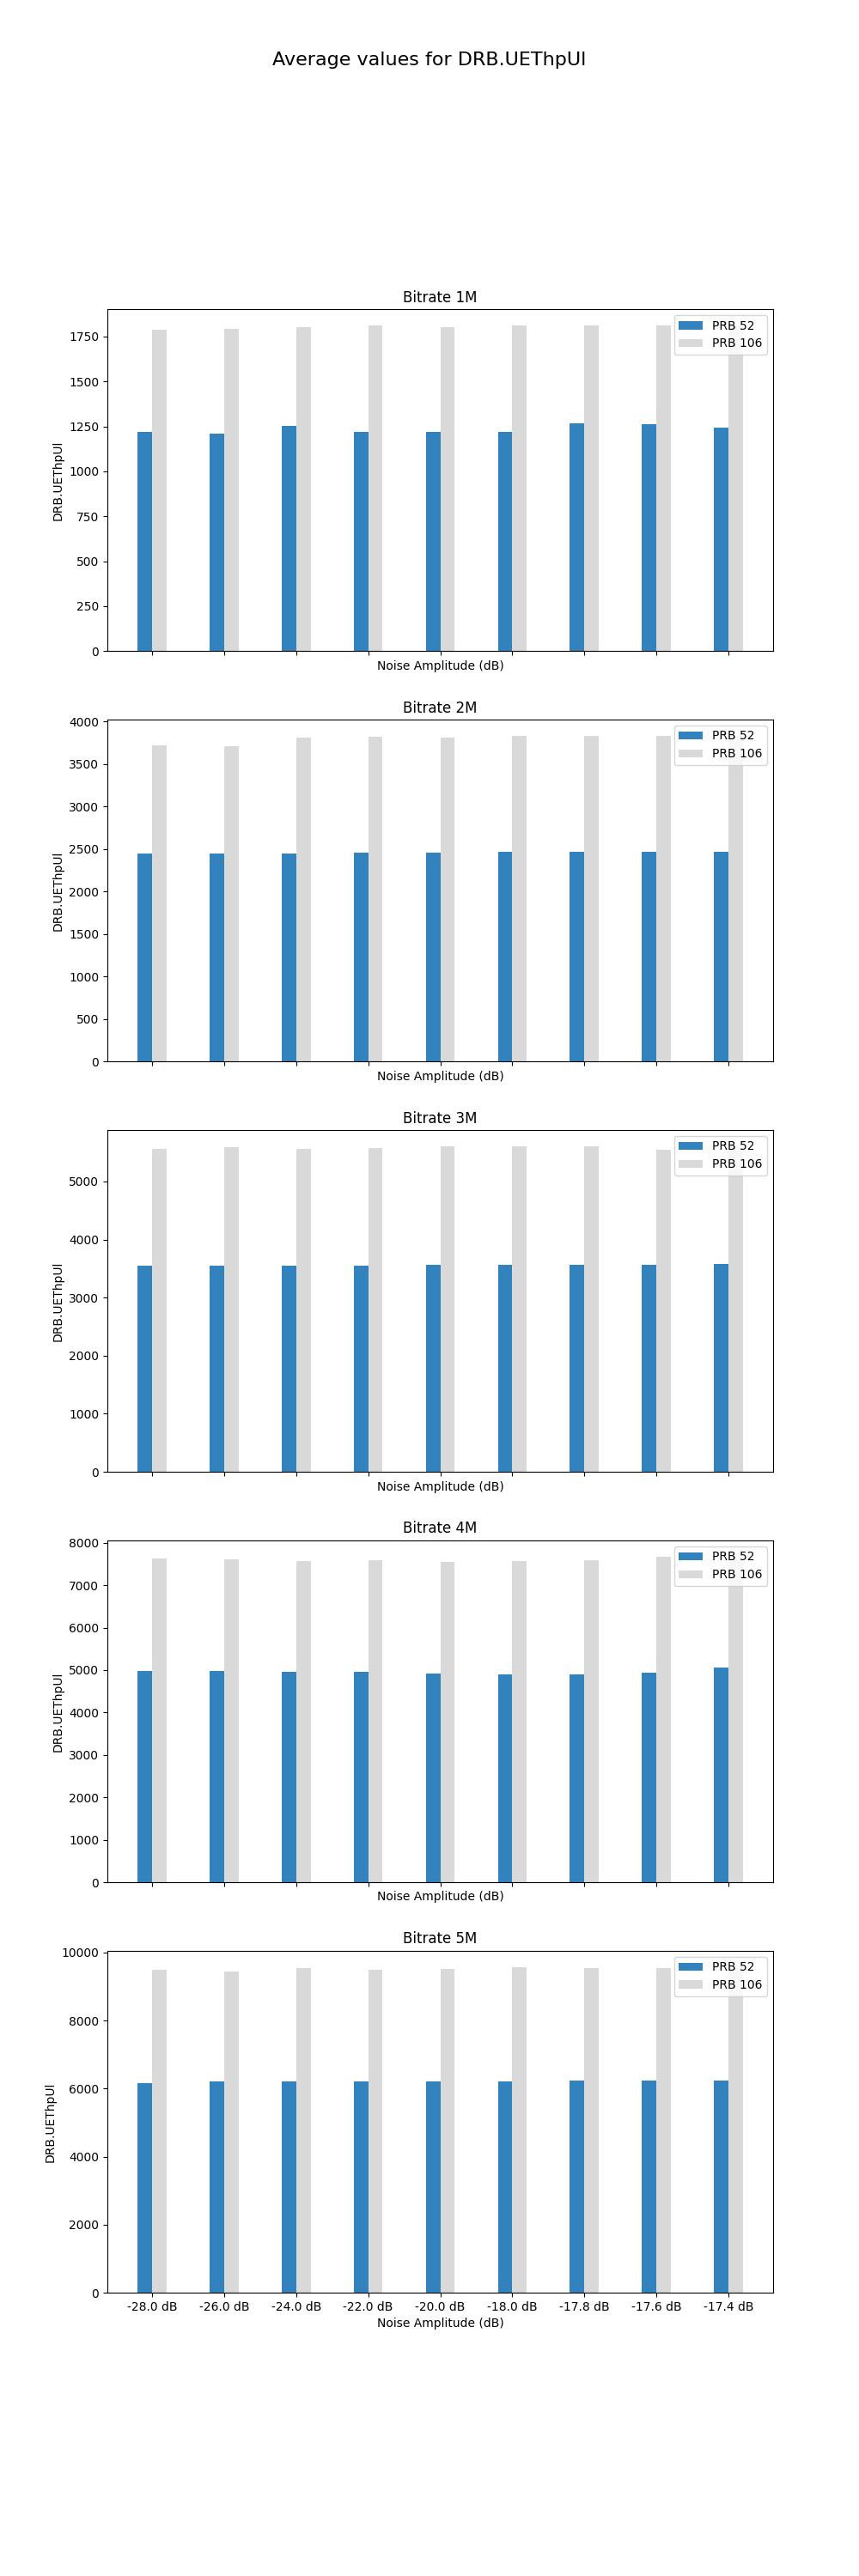 Average values for DRB.UEThpUl
Bitrate 1M
PRB 52
PRB 106
1750
1500
1250
1000
750
500
250
0
DRB.UEThpUl
Noise Amplitude (dB)
Bitrate 2M
PRB 52
PRB 106
4000
3500
3000
2500
2000
1500
1000
500
0
DRB.UEThpUl
Noise Amplitude (dB)
Bitrate 3M
PRB 52
PRB 106
5000
4000
3000
2000
1000
0
DRB.UEThpUl
Noise Amplitude (dB)
Bitrate 4M
PRB 52
PRB 106
8000
7000
6000
5000
4000
3000
2000
1000
0
DRB.UEThpUl
Noise Amplitude (dB)
Bitrate 5M
PRB 52
PRB 106
10000
8000
6000
4000
2000
0
DRB.UEThpUl
-28.0 dB -26.0 dB -24.0 dB -22.0 dB -20.0 dB -18.0 dB -17.8 dB -17.6 dB -17.4 dB
Noise Amplitude (dB)